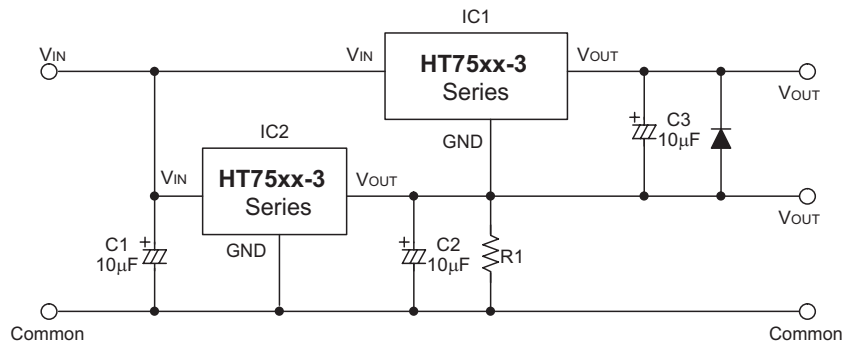 IC1
VIN
VIN
HT75xx-3
Series
VOUT
VOUT
GND
C3
10μF
IC2
VIN
HT75xx-3
Series
VOUT
VOUT
GND
C1
10μF
C2
10μF
R1
Common
Common